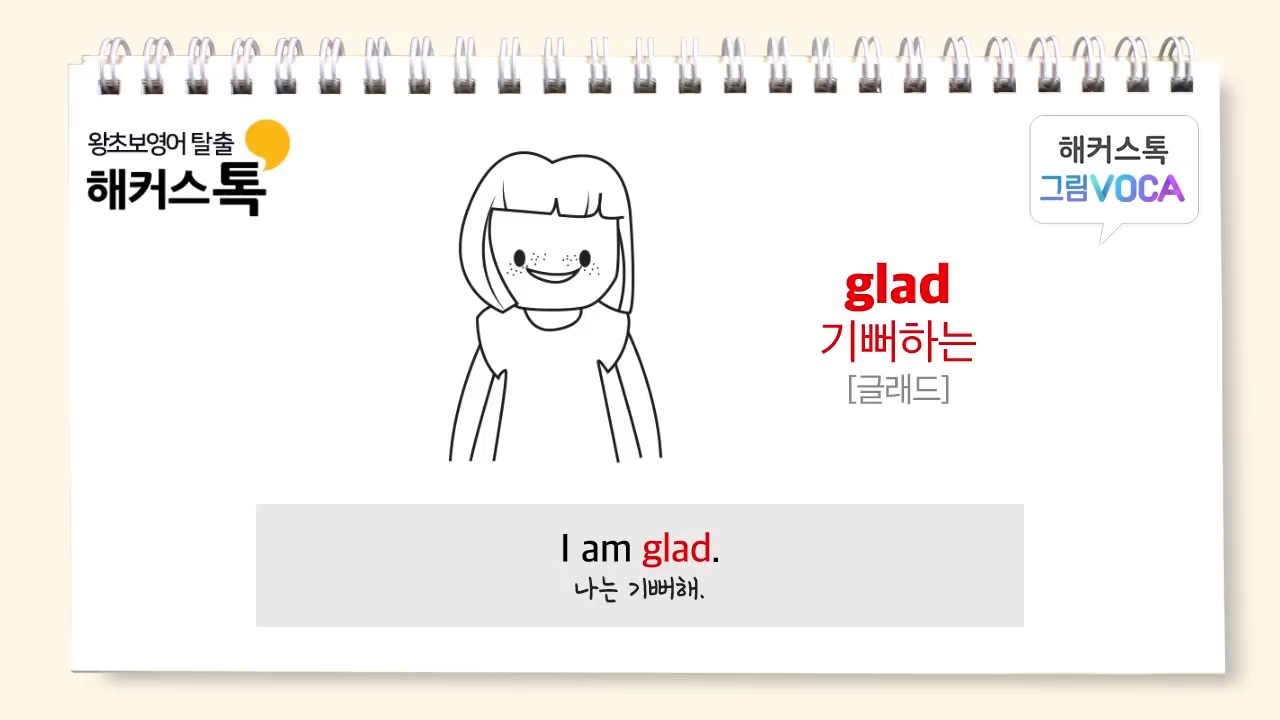 왕초보영어 탈출
해커스톡
해커스톡
그림VOCA
glad
기뻐하는
[글래드]
I am glad.
나는 기뻐해.